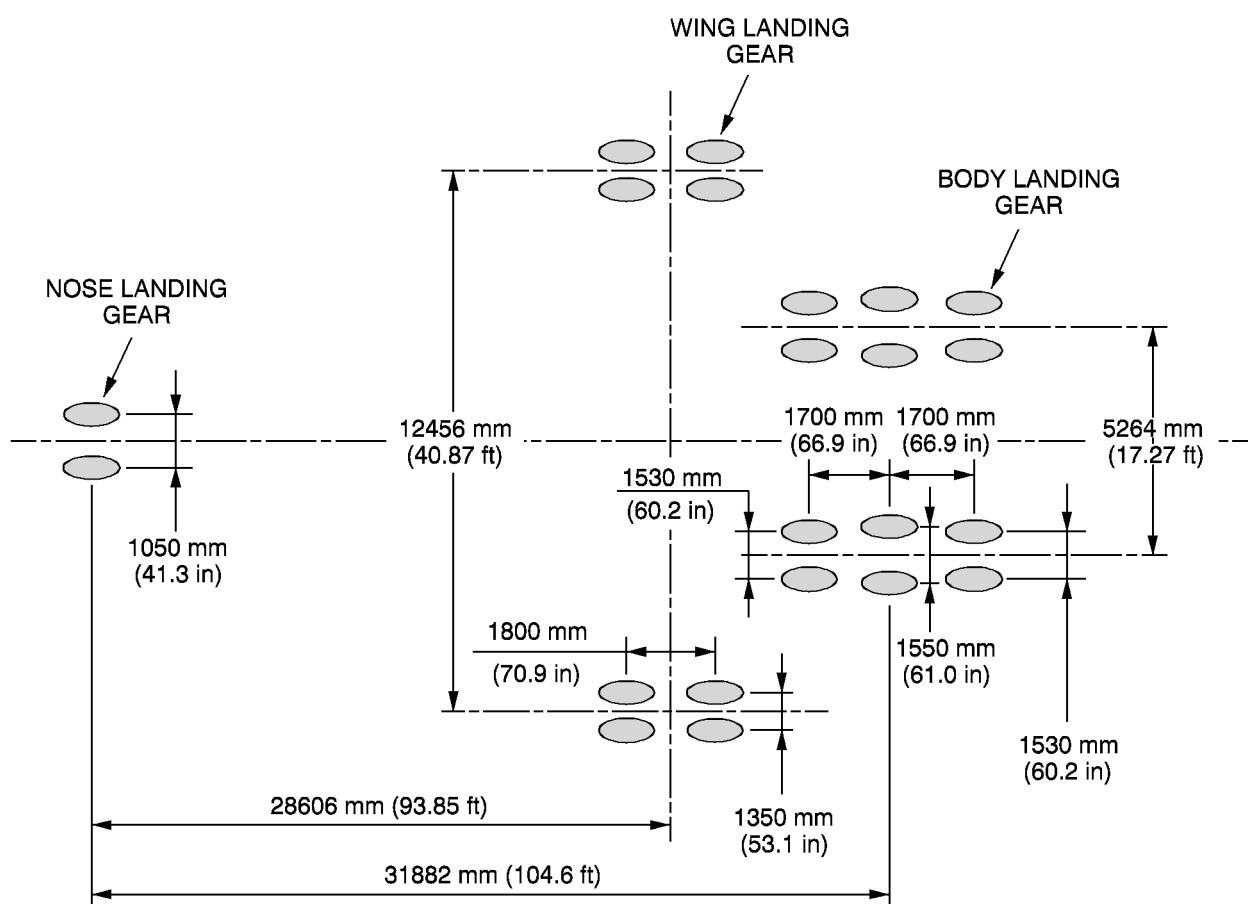 WING LANDING
GEAR
BODY LANDING
GEAR
NOSE LANDING
GEAR
12456 mm
(40.87 ft)
1700 mm
(66.9 in)
1700 mm
(66.9 in)
5264 mm
(17.27 ft)
1530 mm
(60.2 in)
1050 mm
(41.3 in)
1800 mm
(70.9 in)
1550 mm
(61.0 in)
1530 mm
(60.2 in)
28606 mm (93.85 ft)
1350 mm
(53.1 in)
31882 mm (104.6 ft)